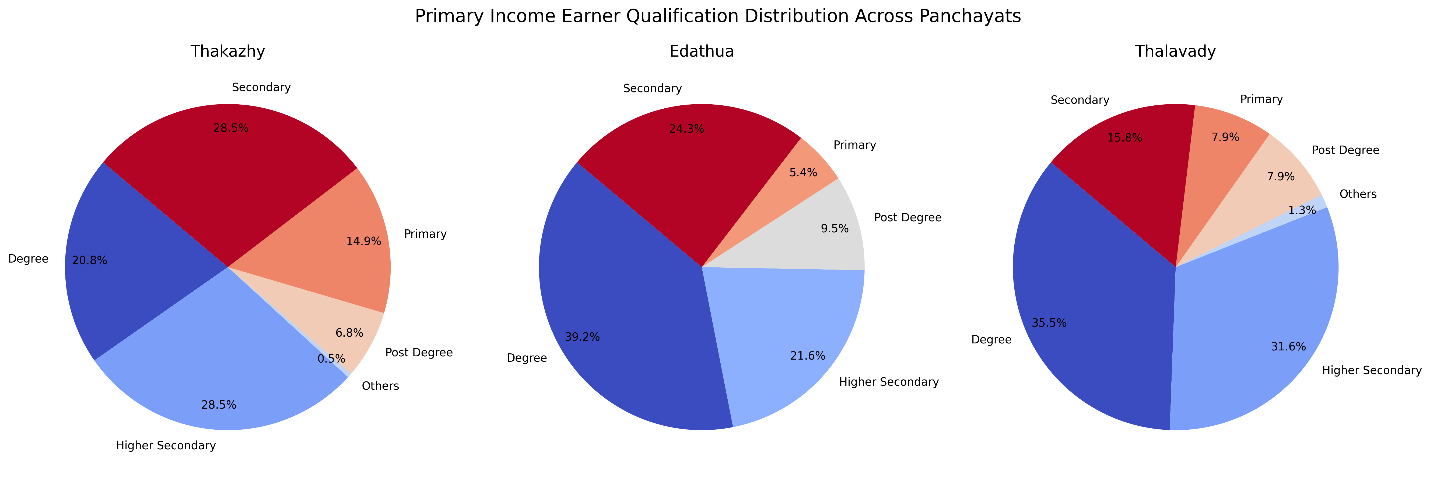 Primary Income Earner Qualification Distribution Across Panchayats
Thakazhy
Secondary
28.5%
Primary
14.9%
Degree
20.8%
6.8%
Post Degree
0.5%
Others
28.5%
Higher Secondary
Edathua
Secondary
24.3%
Primary
5.4%
Post Degree
9.5%
39.2%
Degree
21.6%
Higher Secondary
Thalavady
Secondary
15.8%
Primary
7.9%
Post Degree
7.9%
Others
1.3%
35.5%
Degree
31.6%
Higher Secondary